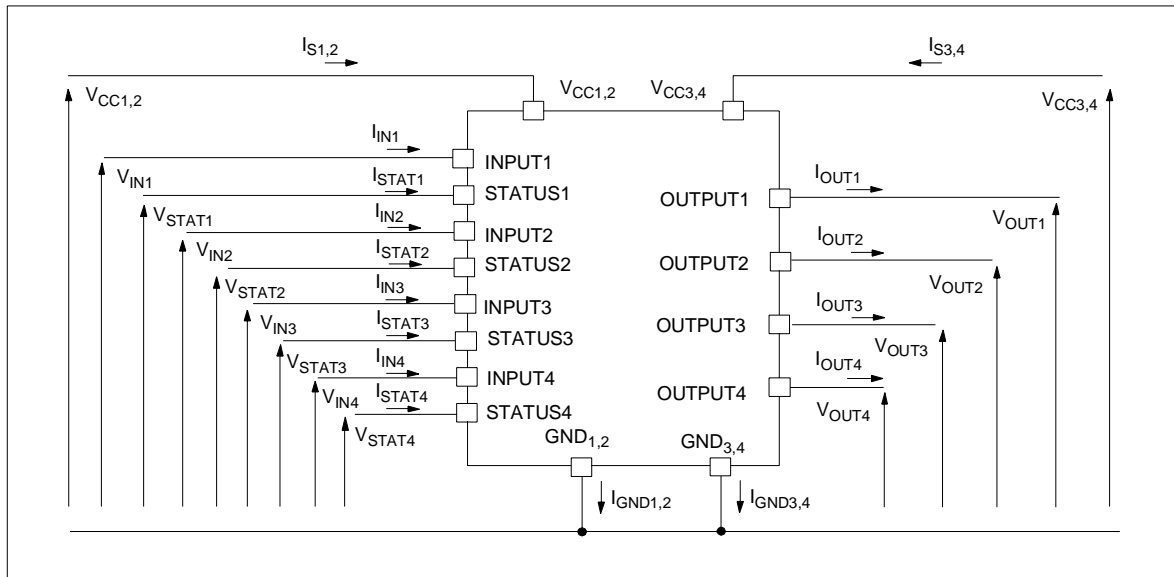 I_S1,2
I_S3,4
V_CC1,2
V_CC1,2
V_CC3,4
V_CC3,4
I_IN1
INPUT1
V_IN1
I_STAT1
STATUS1
OUTPUT1
I_OUT1
V_STAT1
I_IN2
INPUT2
V_OUT1
V_IN2
I_STAT2
STATUS2
OUTPUT2
I_OUT2
V_STAT2
I_IN3
INPUT3
V_OUT2
V_IN3
I_STAT3
STATUS3
OUTPUT3
I_OUT3
V_STAT3
I_IN4
INPUT4
V_OUT3
V_IN4
I_STAT4
STATUS4
OUTPUT4
I_OUT4
V_STAT4
V_OUT4
GND_1,2
GND_3,4
I_GND1,2
I_GND3,4